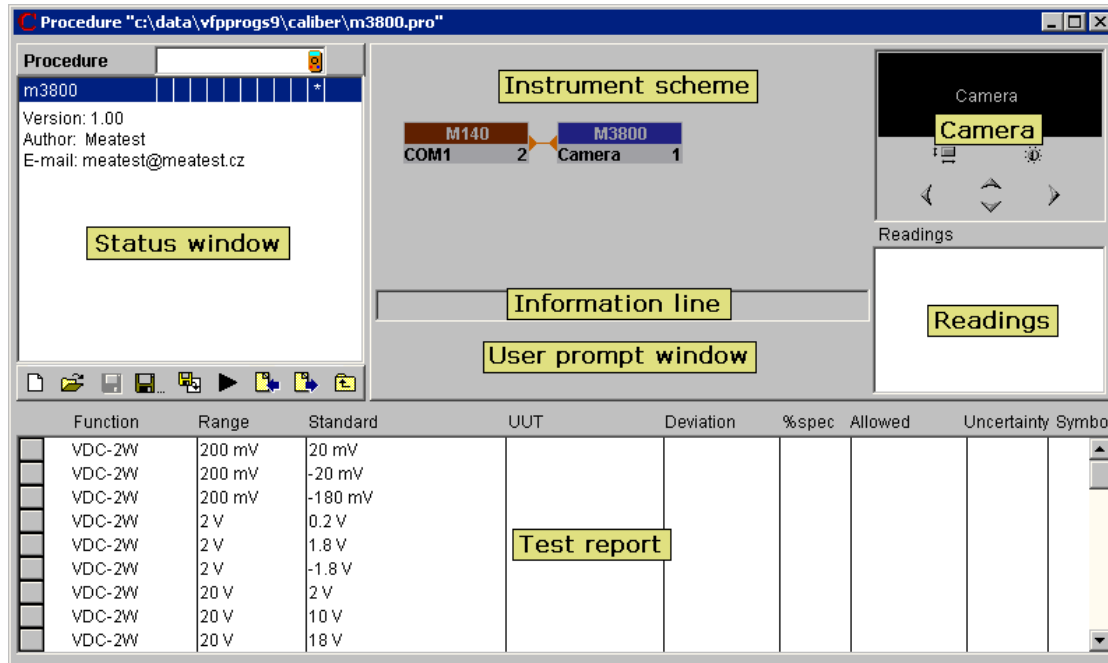 Procedure "c:\data\vfpprogs9\caliber\m3800.pro"
Procedure
m3800 *
Version: 1.00
Author: Meatest
E-mail: meatest@meatest.cz
Status window
Instrument scheme
M140 M3800
COM1 2 Camera 1
Information line
User prompt window
Camera
Camera
Readings
Readings
Function Range Standard UUT Deviation %spec Allowed Uncertainty Symbo
VDC-2W 200 mV 20 mV
VDC-2W 200 mV -20 mV
VDC-2W 200 mV -180 mV
VDC-2W 2 V 0.2 V
VDC-2W 2 V 1.8 V
VDC-2W 2 V -1.8 V
VDC-2W 20 V 2 V
VDC-2W 20 V 10 V
VDC-2W 20 V 18 V
Test report